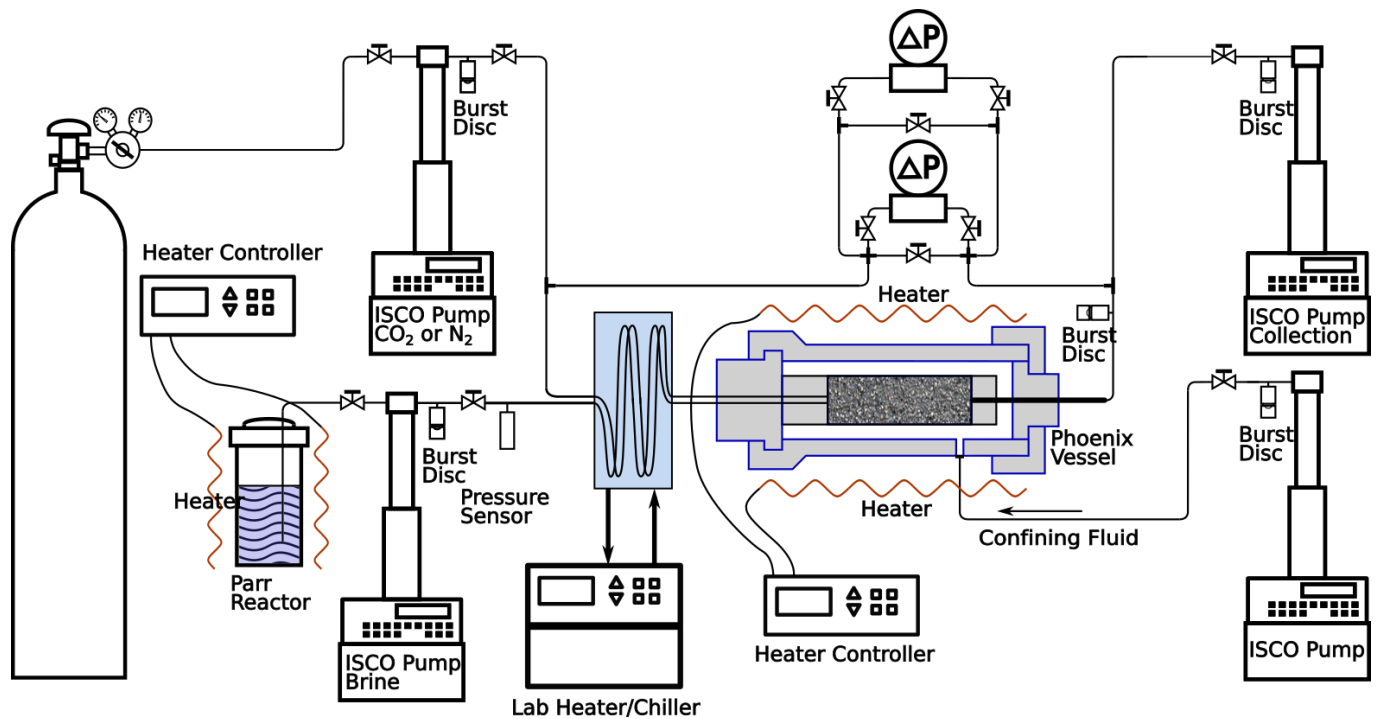 ΔP
Burst
Disc
Burst
Disc
ΔP
Heater Controller
ISCO Pump
CO₂ or N₂
Heater
Burst
Disc
ISCO Pump
Collection
Burst
Disc
Pressure
Sensor
Heater
Parr
Reactor
ISCO Pump
Brine
Lab Heater/Chiller
Phoenix
Vessel
Heater
Confining Fluid
Heater Controller
Burst
Disc
ISCO Pump